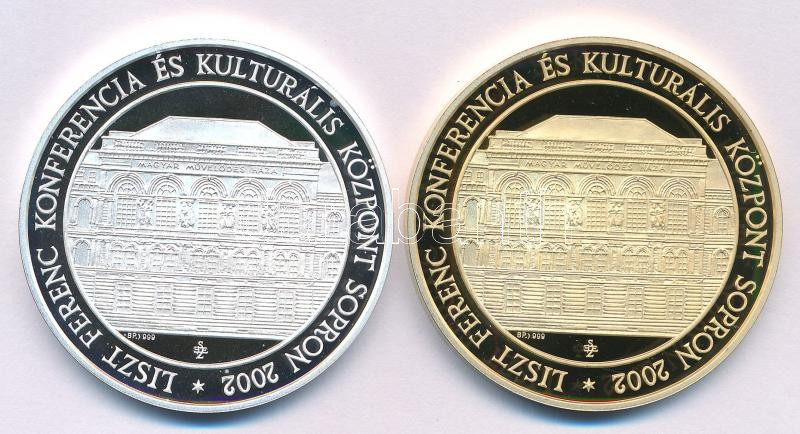 LISZT FERENC KONFERENCIA ÉS KULTURÁLIS KÖZPONT SOPRON 2002 *
MAGYAR MŰVELŐDÉS HÁZA
BP.) 999
LISZT FERENC KONFERENCIA ÉS KULTURÁLIS KÖZPONT SOPRON 2002 *
MAGYAR MŰVELŐDÉS
BP.) 999